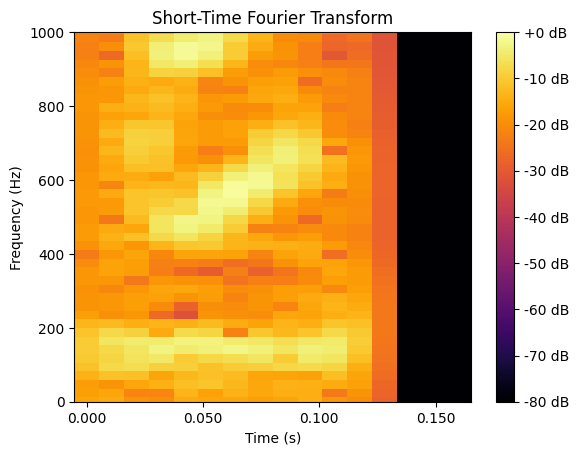 Short-Time Fourier Transform
1000
800
600
400
200
0
Frequency (Hz)
0.000
0.050
0.100
0.150
Time (s)
+0 dB
-10 dB
-20 dB
-30 dB
-40 dB
-50 dB
-60 dB
-70 dB
-80 dB